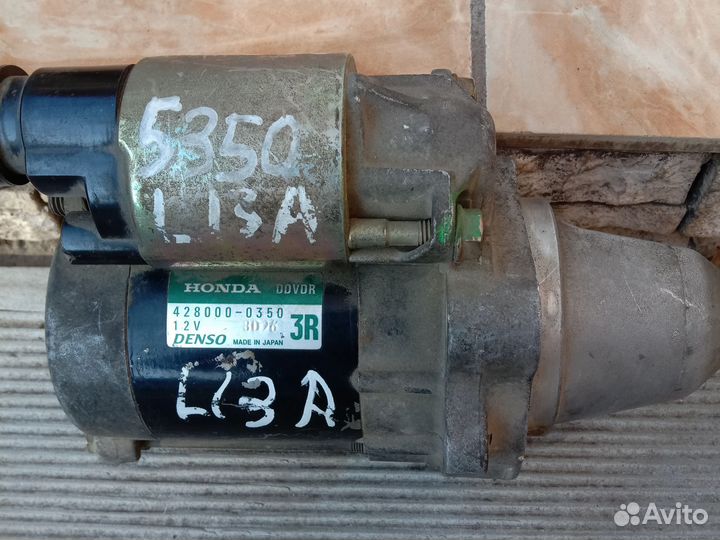 5350
L13A
HONDA DDVDR
428000-0350
12V 3R
DENSO MADE IN JAPAN
L13A
Avito